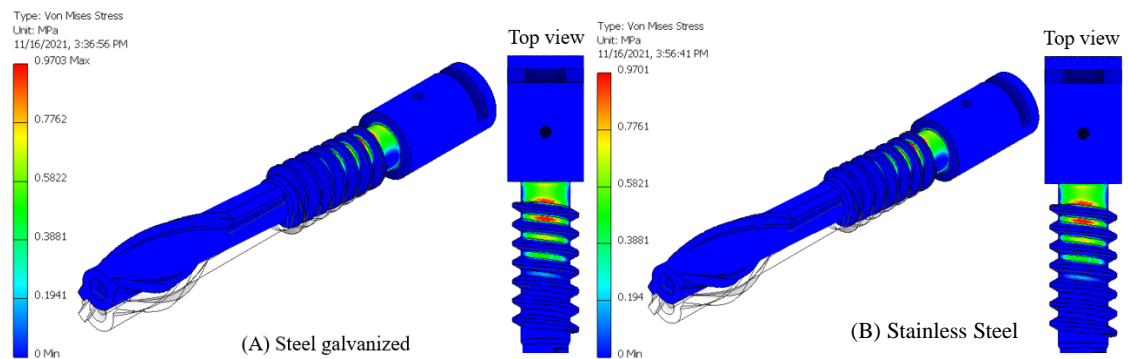 Type: Von Mises Stress
Unit: MPa
11/16/2021, 3:36:56 PM
0.9703 Max
0.7762
0.5822
0.3881
0.1941
0 Min
Top view
(A) Steel galvanized
Type: Von Mises Stress
Unit: MPa
11/16/2021, 3:56:41 PM
0.9701
0.7761
0.5821
0.3881
0.194
0 Min
Top view
(B) Stainless Steel